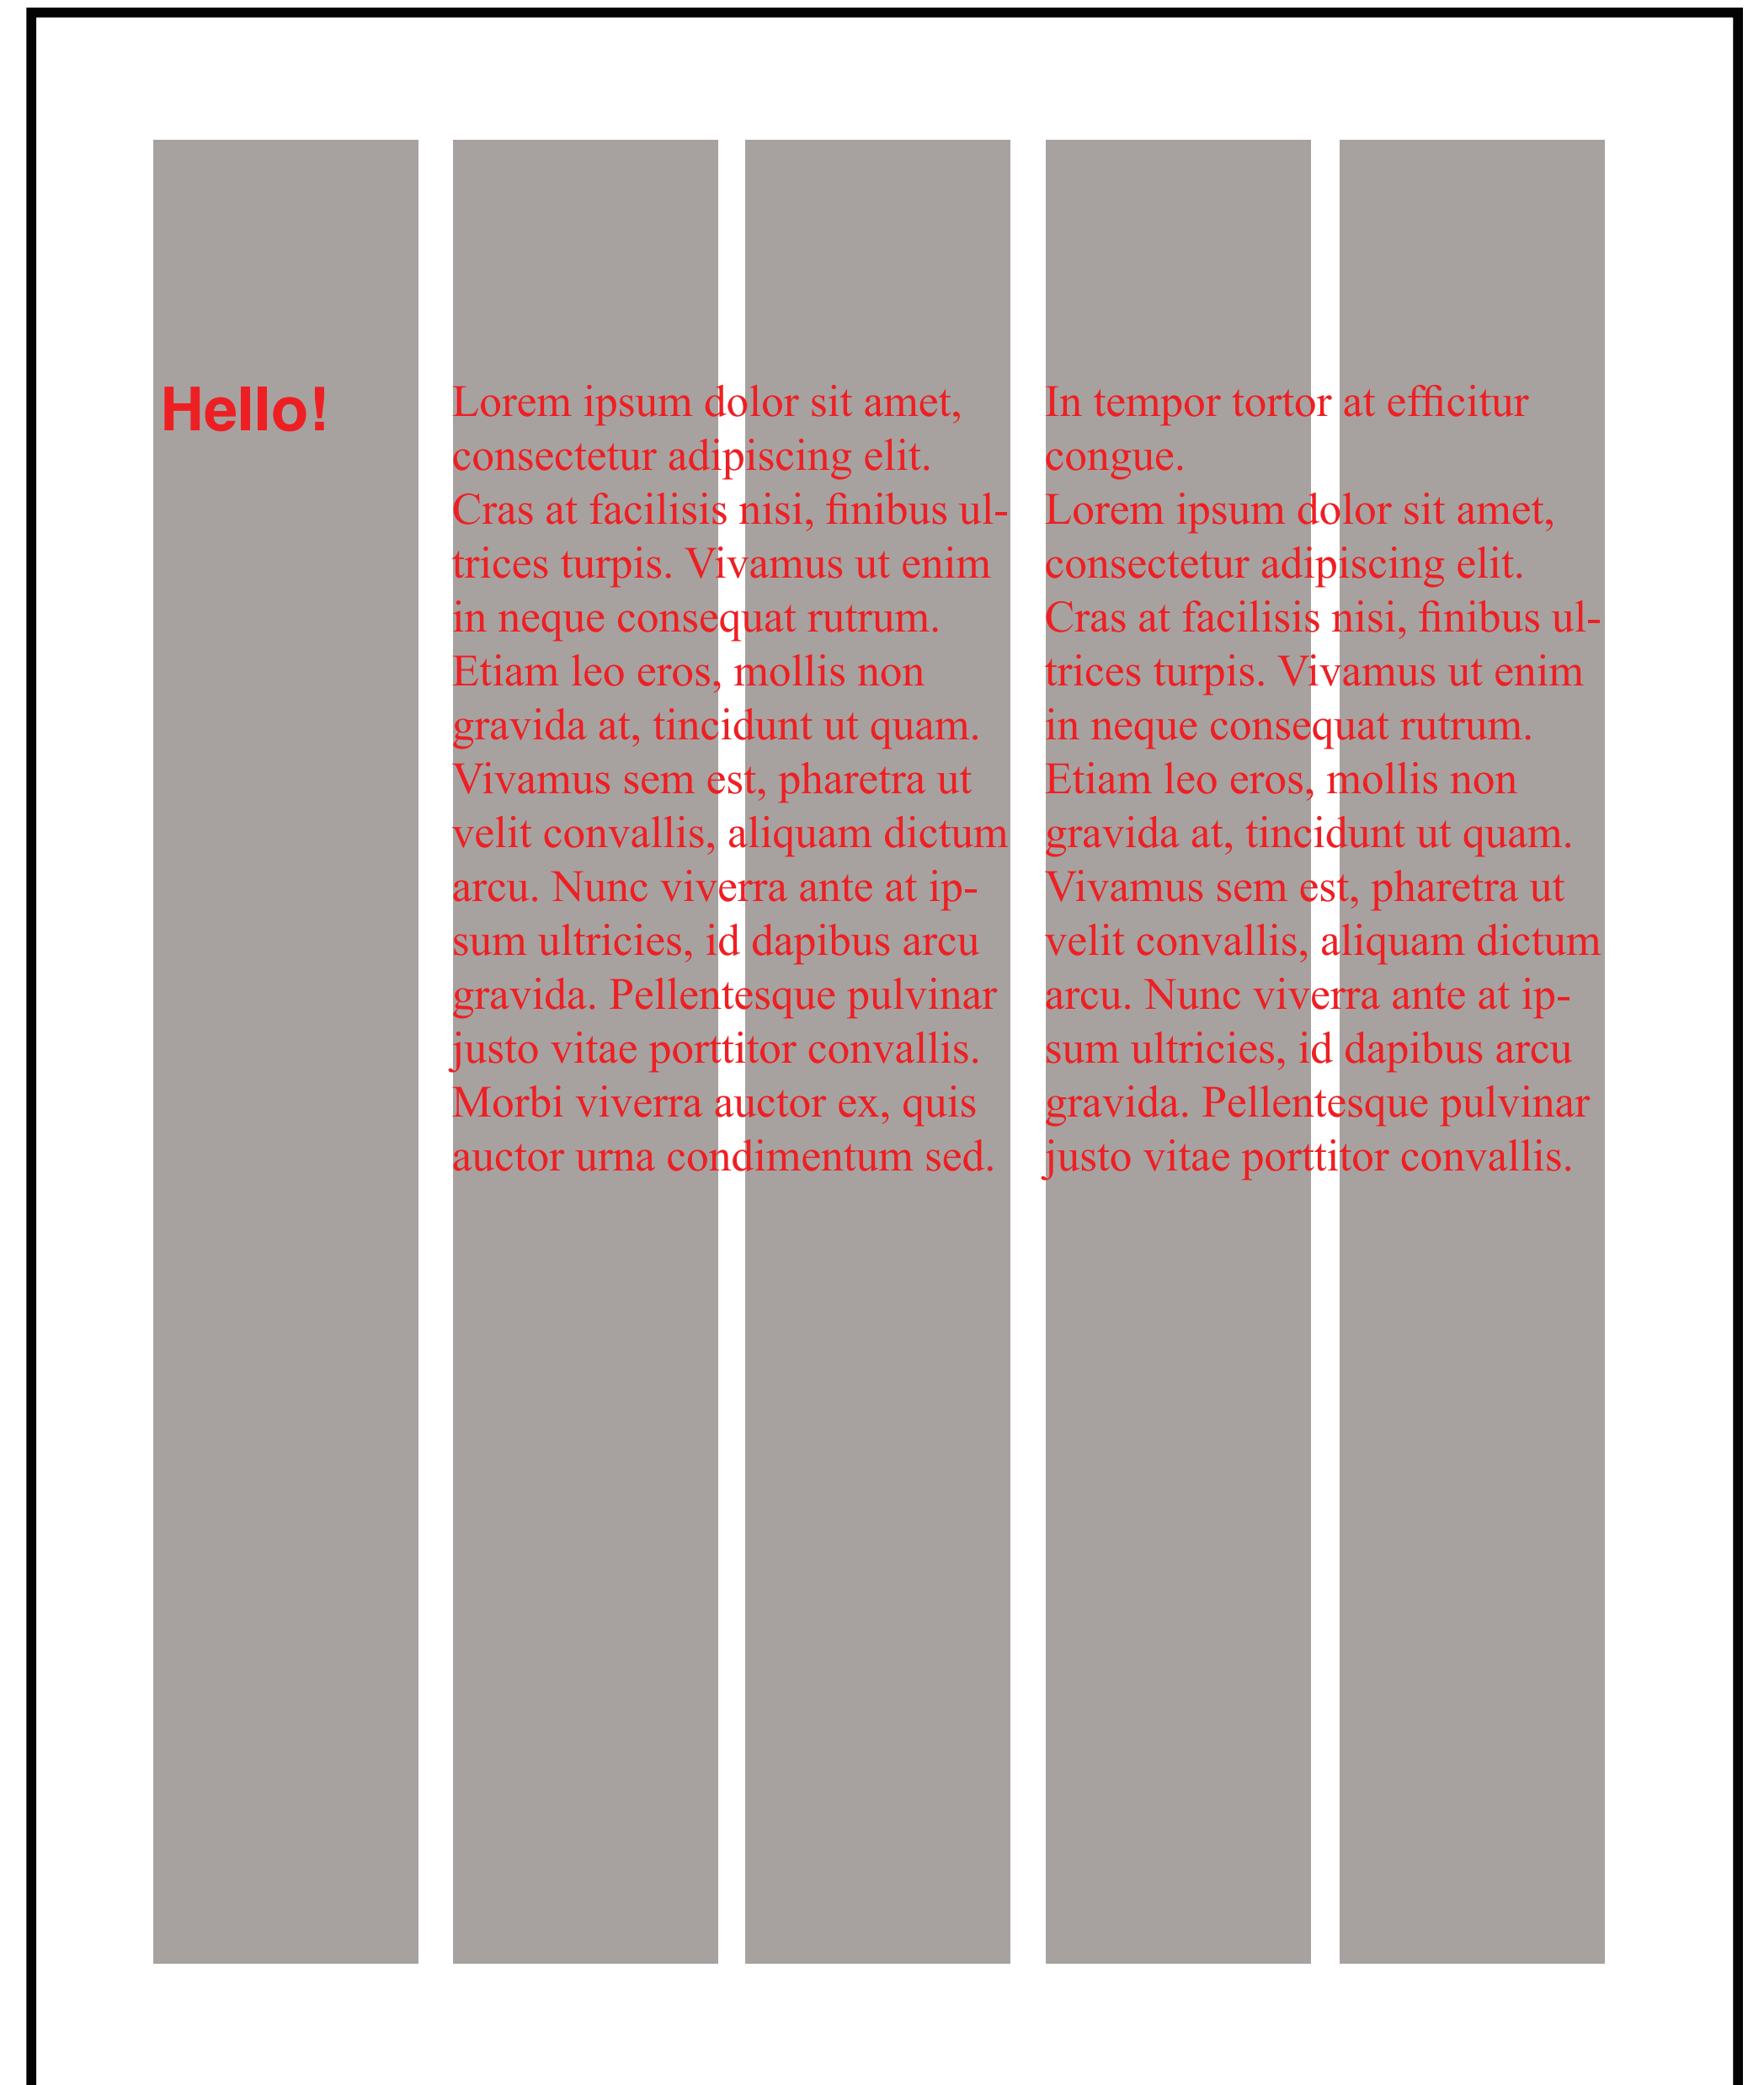 Hello!
Lorem ipsum dolor sit amet,
consectetur adipiscing elit.
Cras at facilisis nisi, finibus ul-
trices turpis. Vivamus ut enim
in neque consequat rutrum.
Etiam leo eros, mollis non
gravida at, tincidunt ut quam.
Vivamus sem est, pharetra ut
velit convallis, aliquam dictum
arcu. Nunc viverra ante at ip-
sum ultricies, id dapibus arcu
gravida. Pellentesque pulvinar
justo vitae porttitor convallis.
Morbi viverra auctor ex, quis
auctor urna condimentum sed.
In tempor tortor at efficitur
congue.
Lorem ipsum dolor sit amet,
consectetur adipiscing elit.
Cras at facilisis nisi, finibus ul-
trices turpis. Vivamus ut enim
in neque consequat rutrum.
Etiam leo eros, mollis non
gravida at, tincidunt ut quam.
Vivamus sem est, pharetra ut
velit convallis, aliquam dictum
arcu. Nunc viverra ante at ip-
sum ultricies, id dapibus arcu
gravida. Pellentesque pulvinar
justo vitae porttitor convallis.